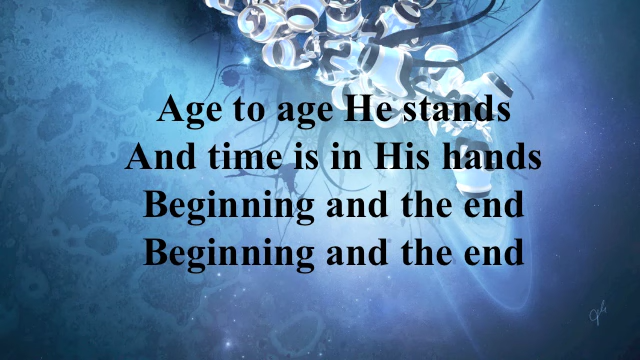 Age to age He stands
And time is in His hands
Beginning and the end
Beginning and the end